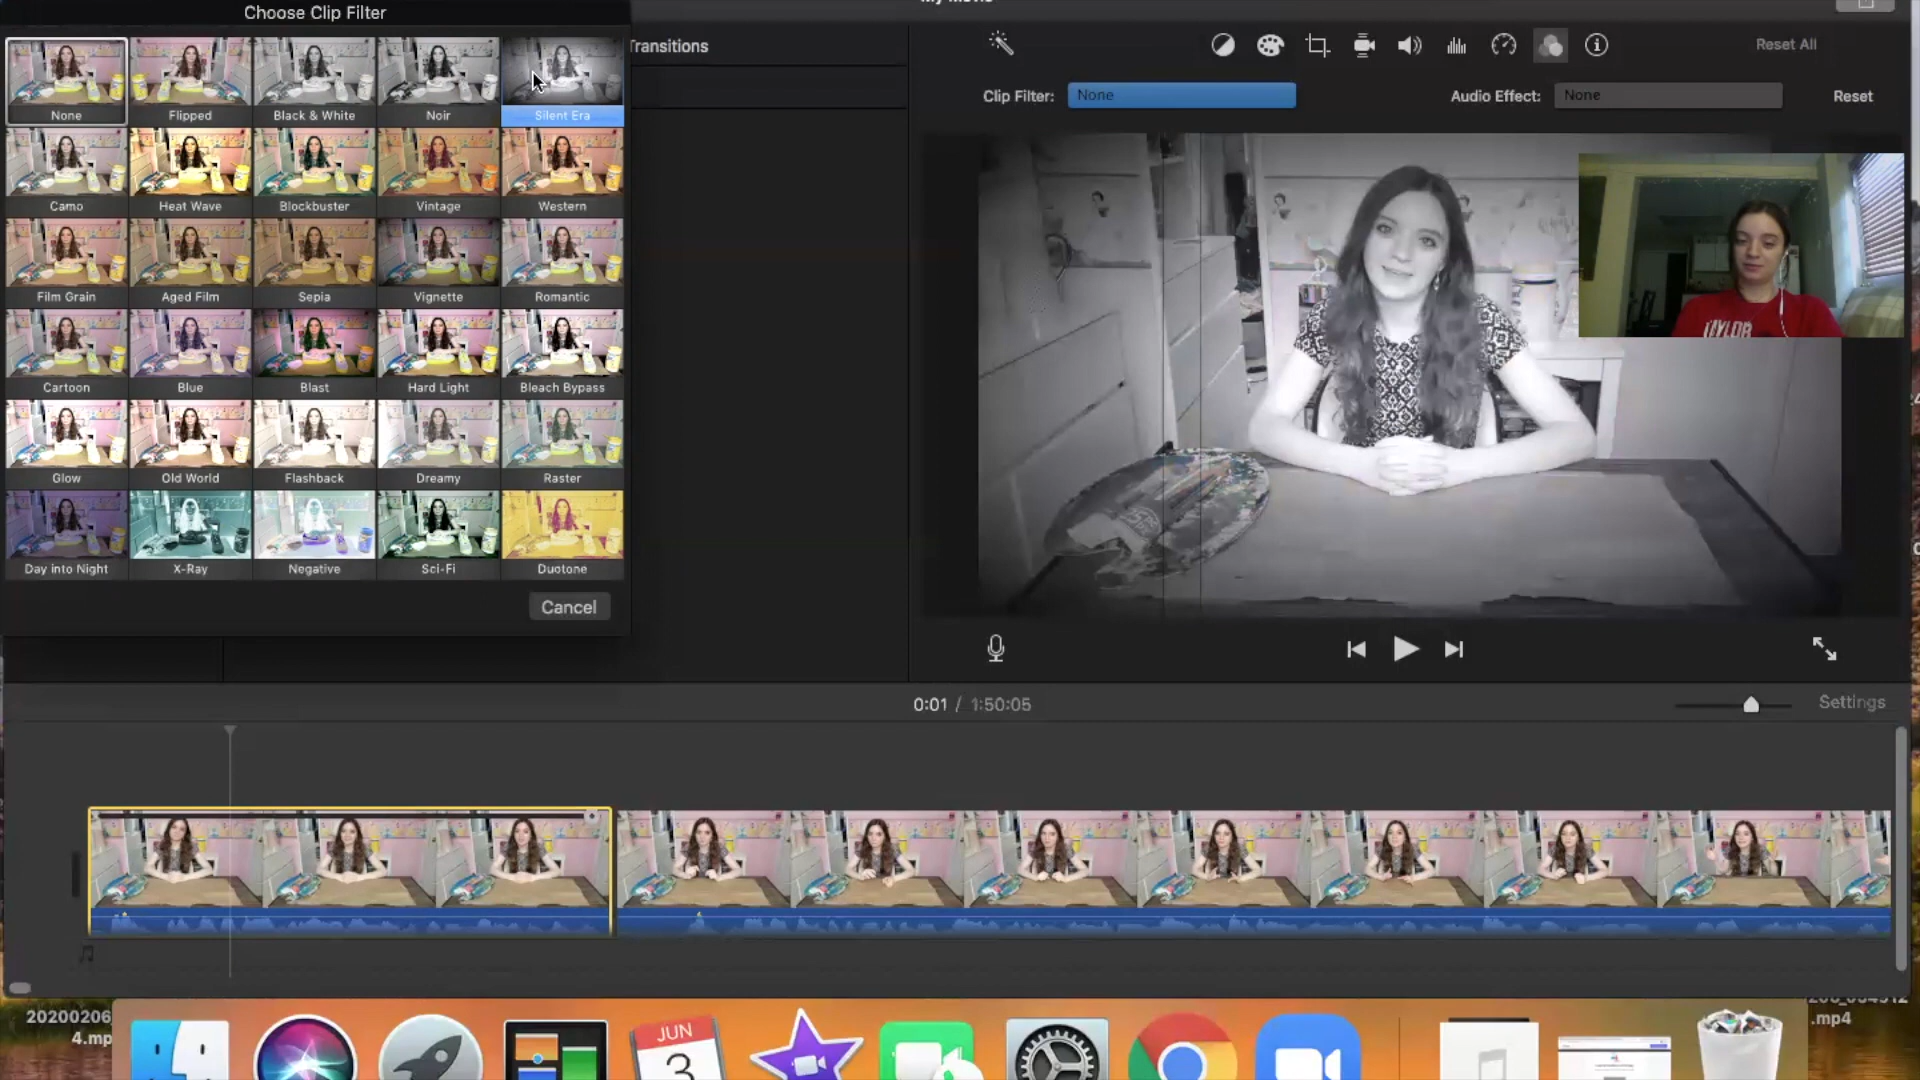 Choose Clip Filter
My Movie
None
Flipped
Black & White
Noir
Silent Era
Camo
Heat Wave
Blockbuster
Vintage
Western
Film Grain
Aged Film
Sepia
Vignette
Romantic
Cartoon
Blue
Blast
Hard Light
Bleach Bypass
Glow
Old World
Flashback
Dreamy
Raster
Day into Night
X-Ray
Negative
Sci-Fi
Duotone
Cancel
Transitions
Reset All
Clip Filter: None
Audio Effect: None
Reset
TAYLOR
0:01 / 1:50:05
Settings
20200206
4.mp
JUN
3
.mp4